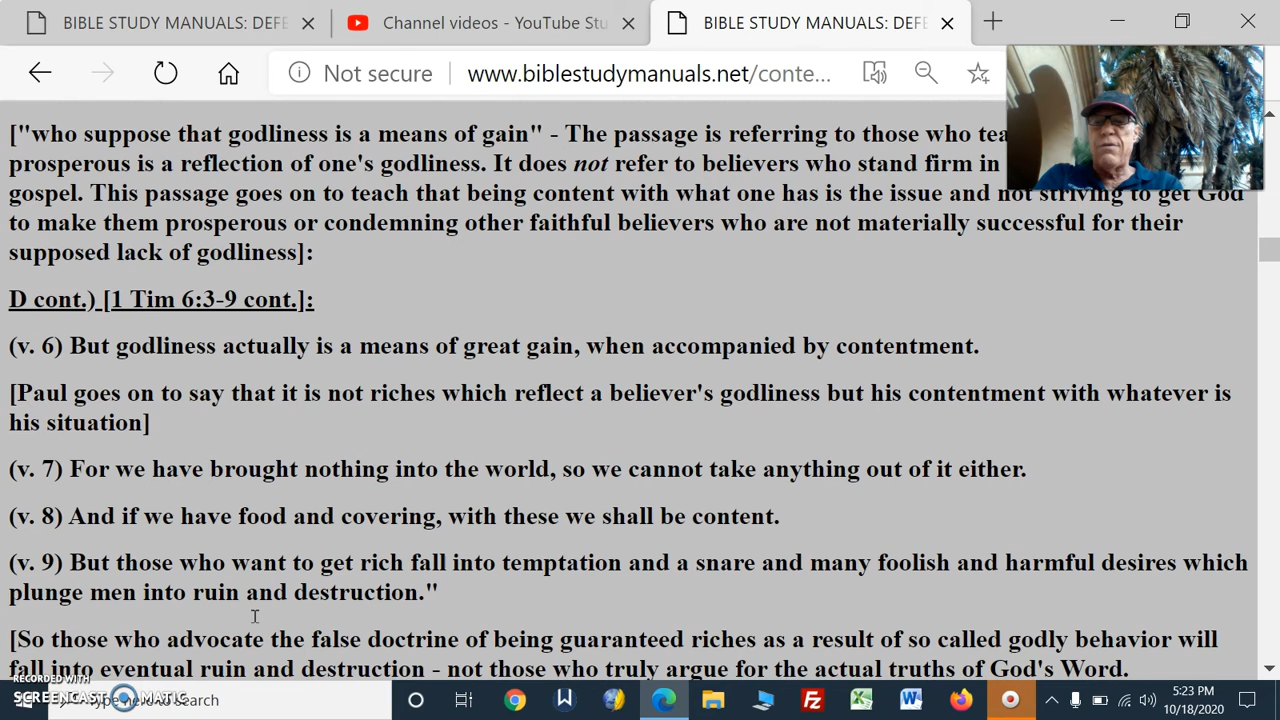 BIBLE STUDY MANUALS: DEFE
Channel videos - YouTube Stu
BIBLE STUDY MANUALS: DEFE
Not secure
www.biblestudymanuals.net/conte...
["who suppose that godliness is a means of gain" - The passage is referring to those who
prosperous is a reflection of one's godliness. It does not refer to believers who stand firm in
gospel. This passage goes on to teach that being content with what one has is the issue and not striving to get God
to make them prosperous or condemning other faithful believers who are not materially successful for their
supposed lack of godliness]:
D cont.) [1 Tim 6:3-9 cont.]:
(v. 6) But godliness actually is a means of great gain, when accompanied by contentment.
[Paul goes on to say that it is not riches which reflect a believer's godliness but his contentment with whatever is
his situation]
(v. 7) For we have brought nothing into the world, so we cannot take anything out of it either.
(v. 8) And if we have food and covering, with these we shall be content.
(v. 9) But those who want to get rich fall into temptation and a snare and many foolish and harmful desires which
plunge men into ruin and destruction."
[So those who advocate the false doctrine of being guaranteed riches as a result of so called godly behavior will
fall into eventual ruin and destruction - not those who truly argue for the actual truths of God's Word.
RECORDED WITH
SCREENCAST MATIC
Type here to search
5:23 PM
10/18/2020